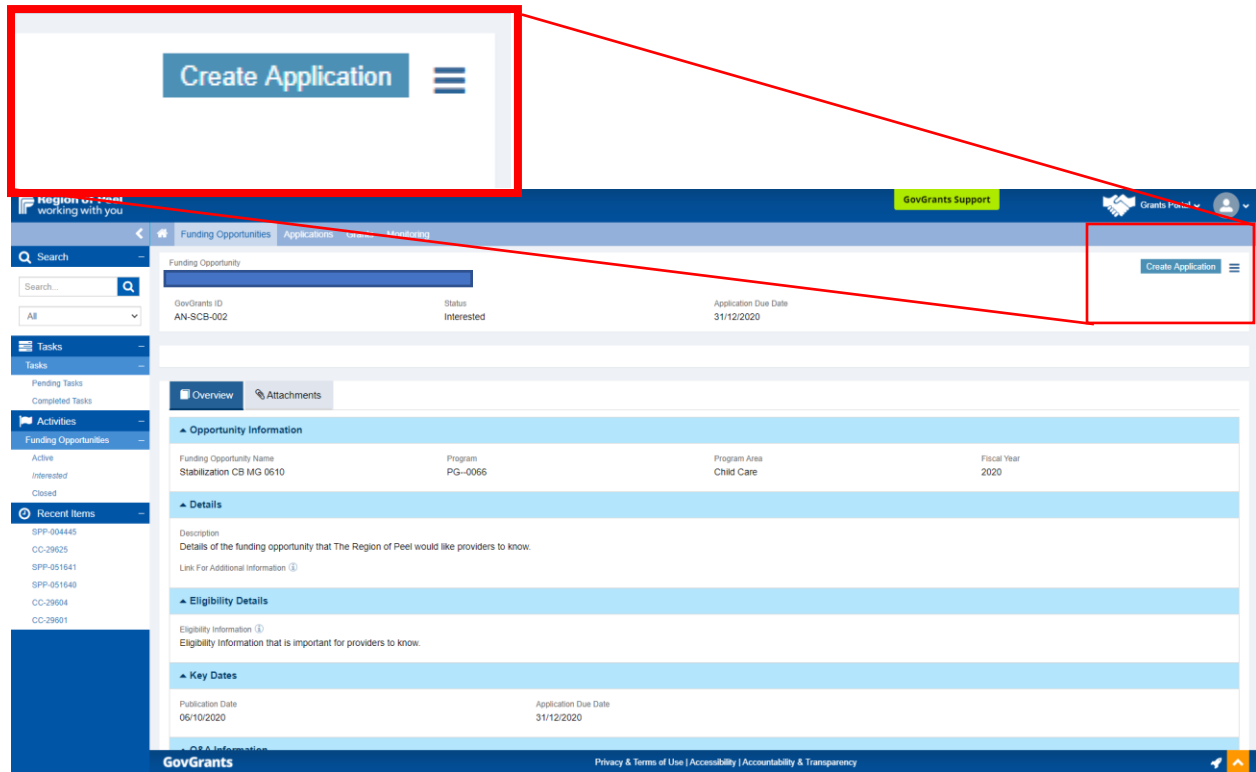 Create Application
Region of Peel
working with you
GovGrants Support
Grants Portal
Funding Opportunities Applications Grants Monitoring
Search
Search...
All
Tasks
Tasks
Pending Tasks
Completed Tasks
Activities
Funding Opportunities
Active
Interested
Closed
Recent Items
SPP-004445
CC-29625
SPP-051641
SPP-051640
CC-29604
CC-29601
Funding Opportunity
Create Application
GovGrants ID Status Application Due Date
AN-SCB-002 Interested 31/12/2020
Overview Attachments
Opportunity Information
Funding Opportunity Name Program Program Area Fiscal Year
Stabilization CB MG 0610 PG--0066 Child Care 2020
Details
Description
Details of the funding opportunity that The Region of Peel would like providers to know.
Link For Additional Information
Eligibility Details
Eligibility Information
Eligibility Information that is important for providers to know.
Key Dates
Publication Date Application Due Date
06/10/2020 31/12/2020
Q&A Information
GovGrants
Privacy & Terms of Use | Accessibility | Accountability & Transparency